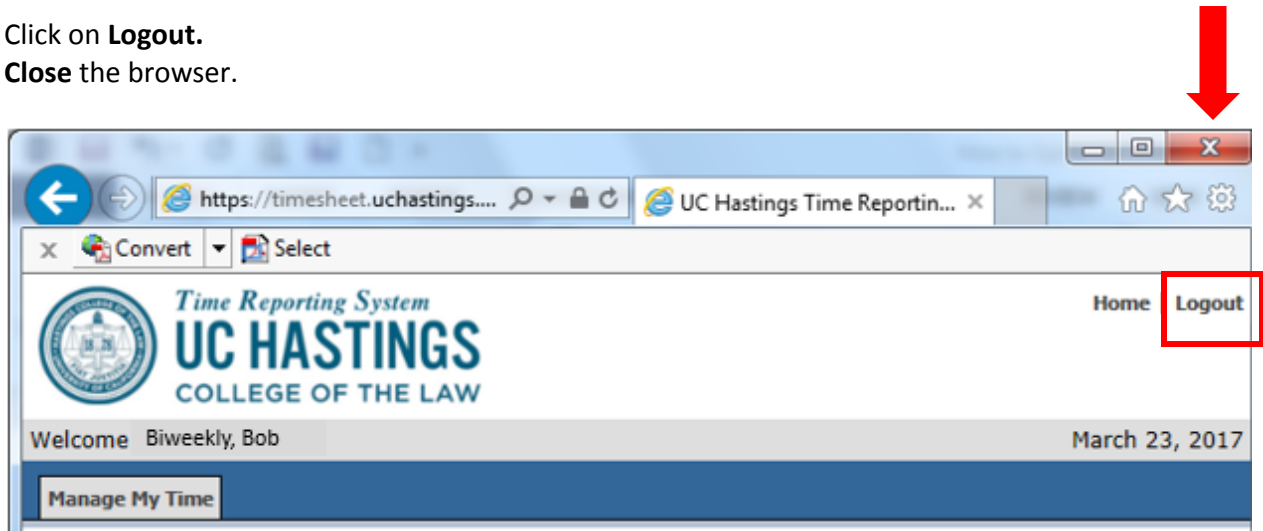 Click on Logout.
Close the browser.
https://timesheet.uchastings....
UC Hastings Time Reportin...
Convert
Select
Time Reporting System
UC HASTINGS
COLLEGE OF THE LAW
Home
Logout
Welcome Biweekly, Bob
March 23, 2017
Manage My Time